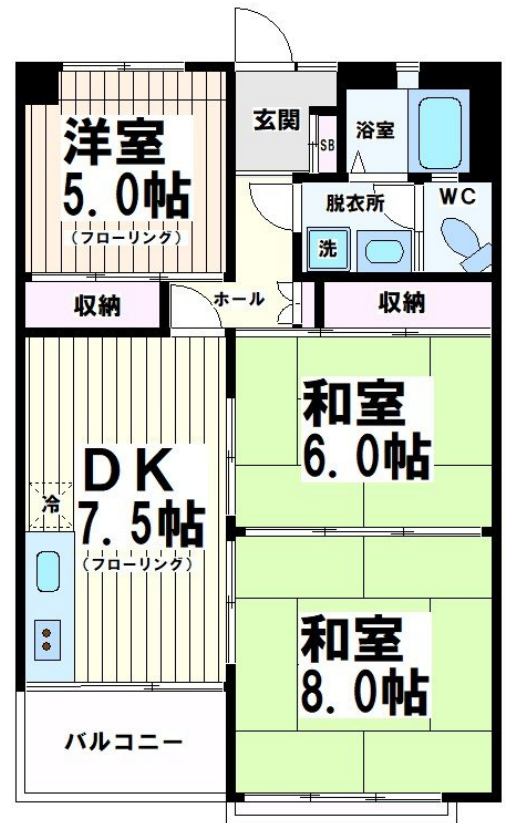 玄関
SB
浴室
洋室
5.0帖
(フローリング)
脱衣所
WC
洗
収納
ホール
収納
和室
6.0帖
DK
7.5帖
(フローリング)
冷
和室
8.0帖
バルコニー